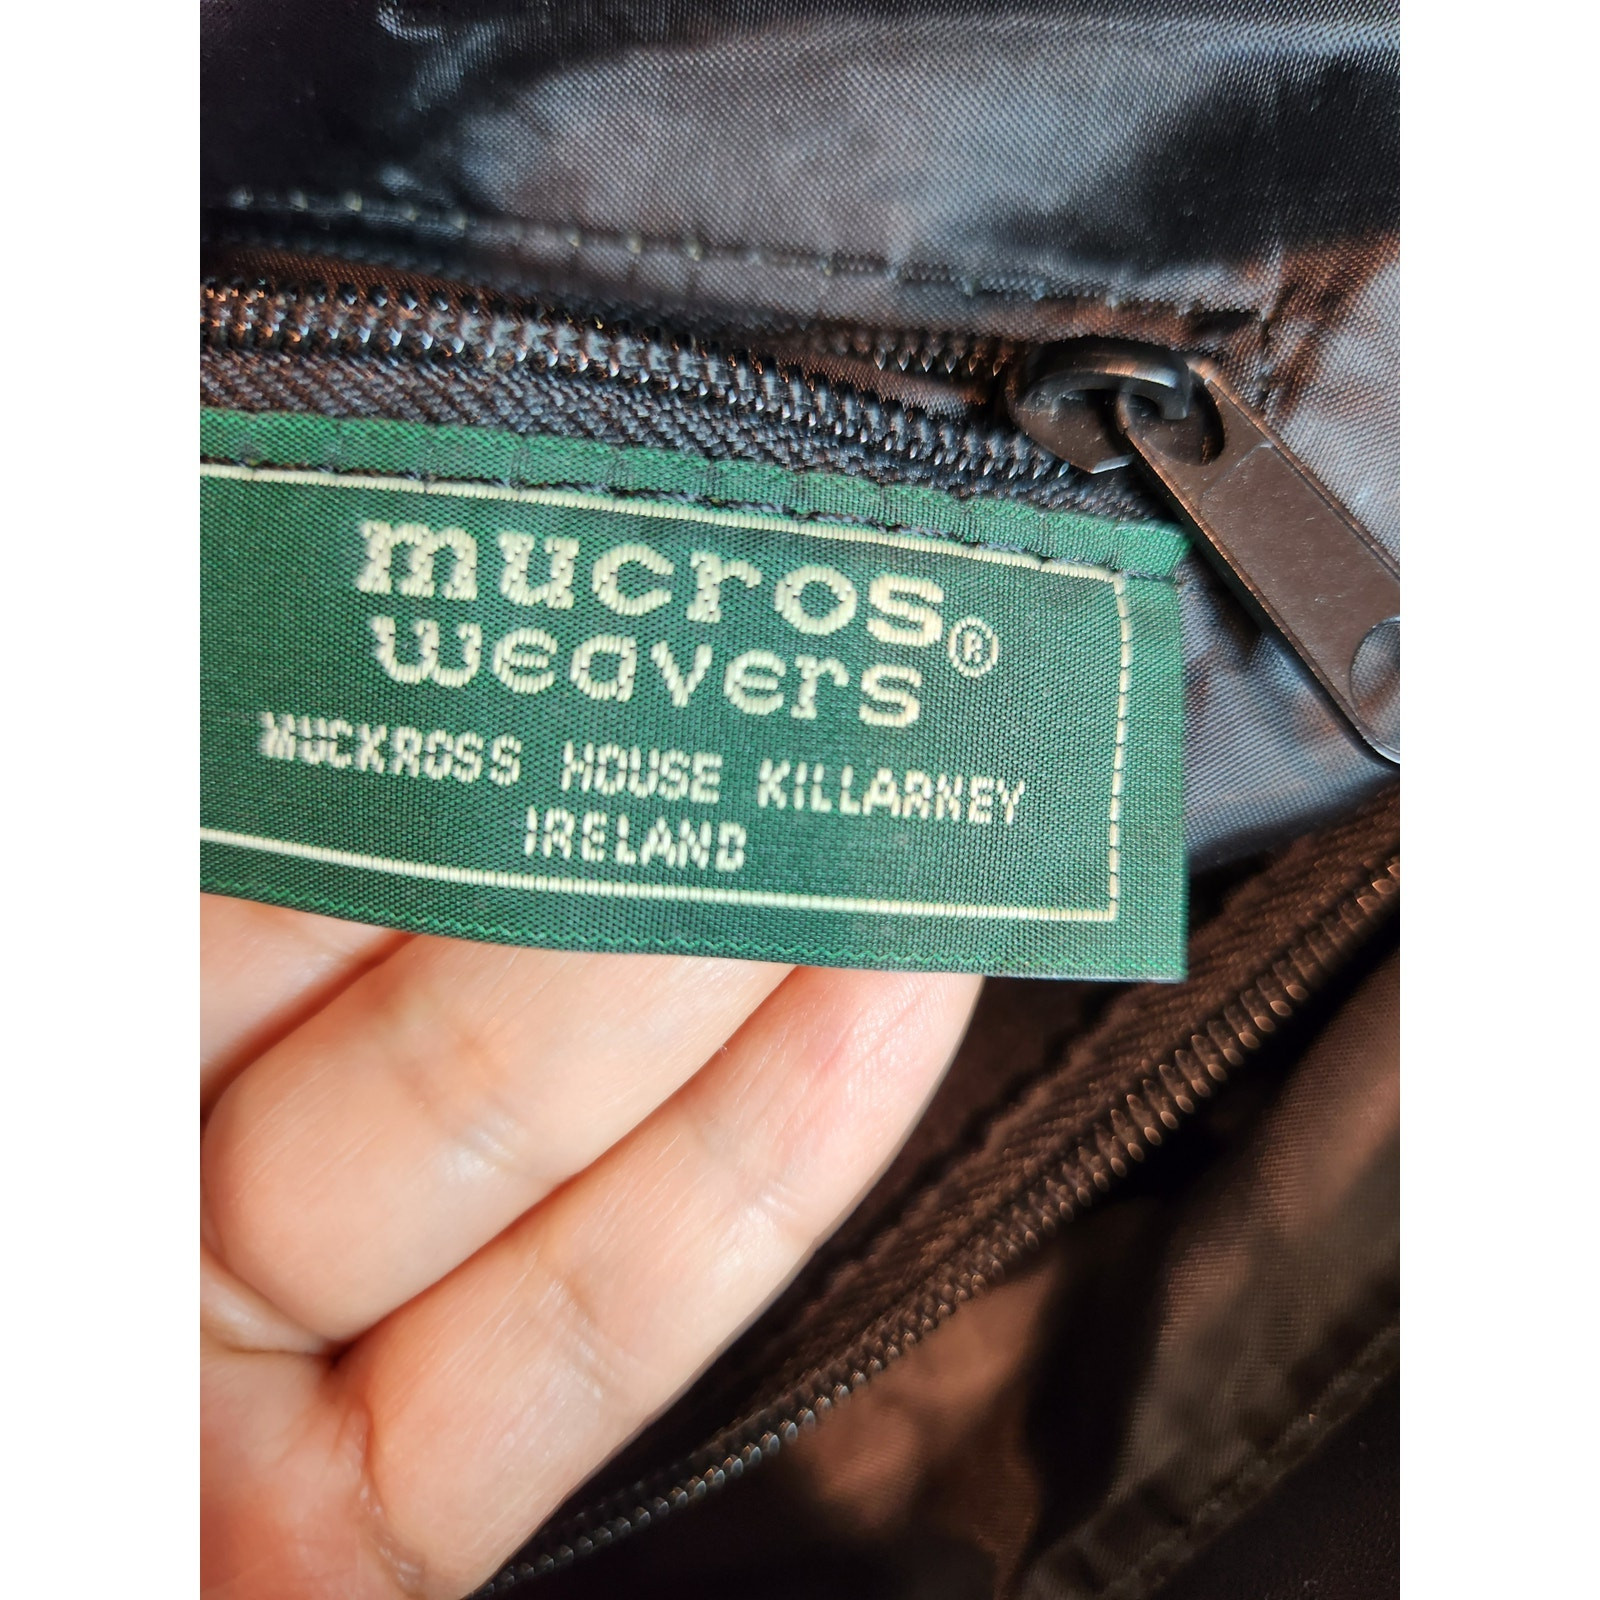 mucros®
weavers
MUCKROSS HOUSE KILLARNEY
IRELAND